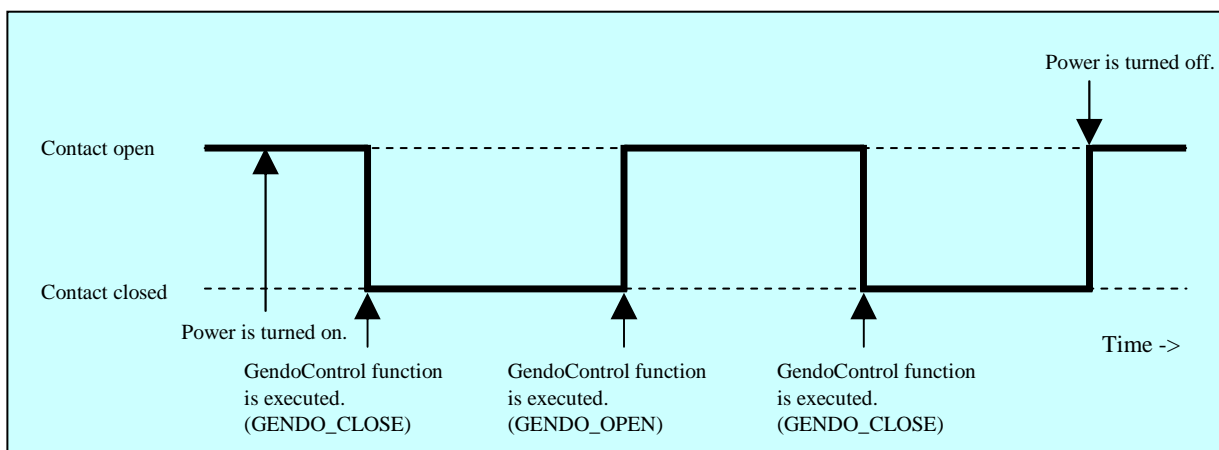 Power is turned off.
Contact open
Contact closed
Power is turned on.
Time ->
GendoControl function
is executed.
(GENDO_CLOSE)
GendoControl function
is executed.
(GENDO_OPEN)
GendoControl function
is executed.
(GENDO_CLOSE)